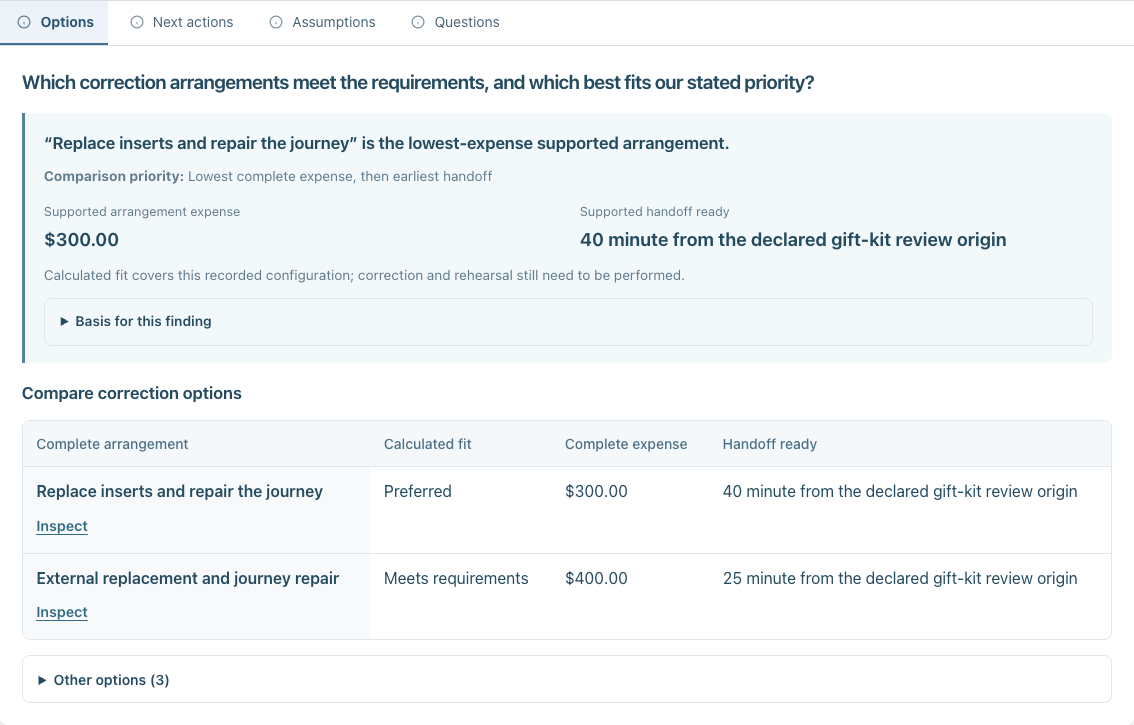 Options Next actions Assumptions Questions
Which correction arrangements meet the requirements, and which best fits our stated priority?
“Replace inserts and repair the journey” is the lowest-expense supported arrangement.
Comparison priority: Lowest complete expense, then earliest handoff
Supported arrangement expense Supported handoff ready
$300.00 40 minute from the declared gift-kit review origin
Calculated fit covers this recorded configuration; correction and rehearsal still need to be performed.
Basis for this finding
Compare correction options
Complete arrangement Calculated fit Complete expense Handoff ready
Replace inserts and repair the journey Preferred $300.00 40 minute from the declared gift-kit review origin
Inspect
External replacement and journey repair Meets requirements $400.00 25 minute from the declared gift-kit review origin
Inspect
Other options (3)